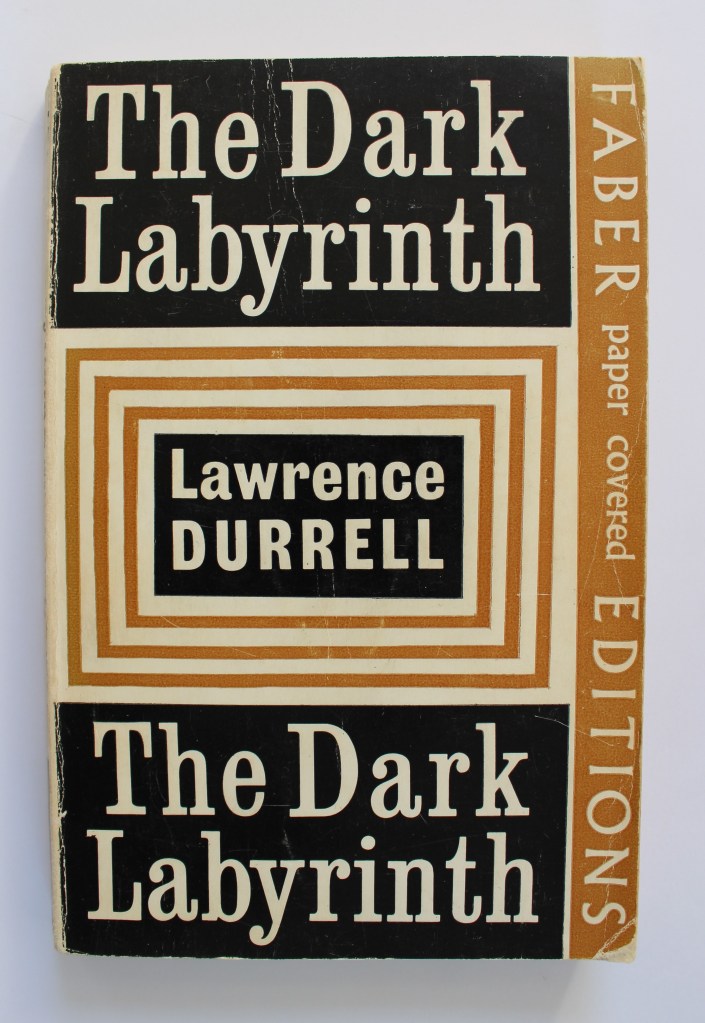 The Dark
Labyrinth
Lawrence
DURRELL
The Dark
Labyrinth
FABER paper covered EDITIONS